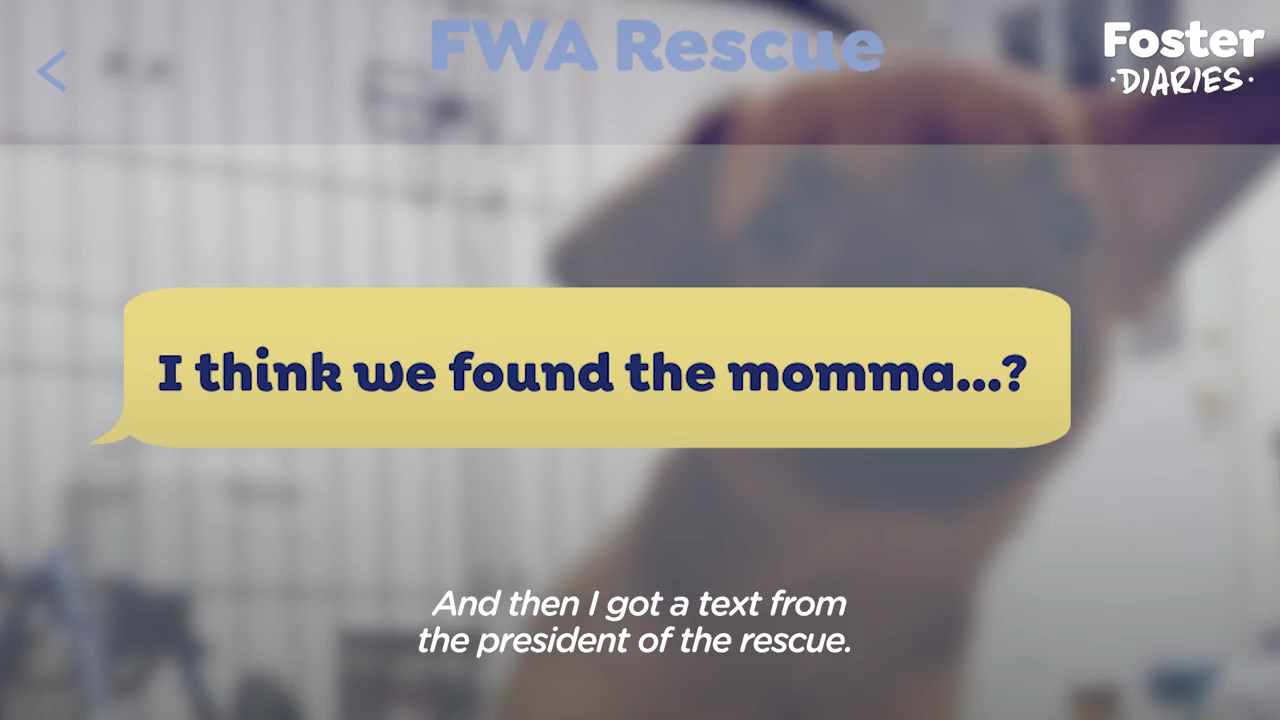 FWA Rescue
Foster
·DIARIES·
I think we found the momma...?
And then I got a text from
the president of the rescue.